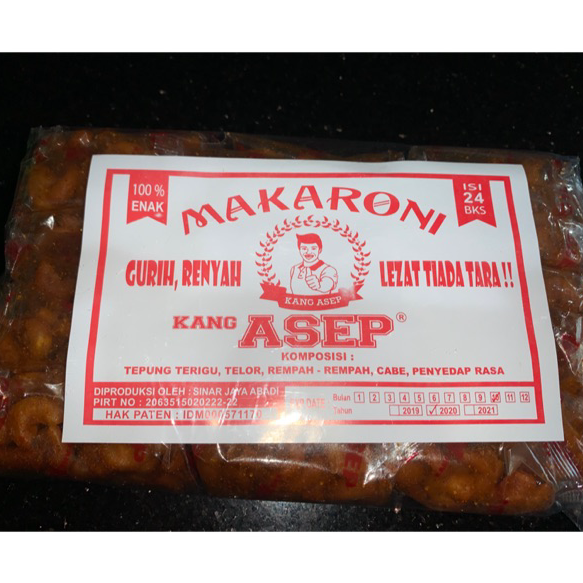 100 %
ENAK
MAKARONI
ISI
24
BKS
GURIH, RENYAH
LEZAT TIADA TARA !!
KANG ASEP
KANG ASEP®
KOMPOSISI :
TEPUNG TERIGU, TELOR, REMPAH - REMPAH, CABE, PENYEDAP RASA
DIPRODUKSI OLEH : SINAR JAYA ABADI
PIRT NO : 2063515020222-22
HAK PATEN : IDM000571170
EXP DATE
Bulan 1 2 3 4 5 6 7 8 9 10 11 12
Tahun 2019 2020 2021